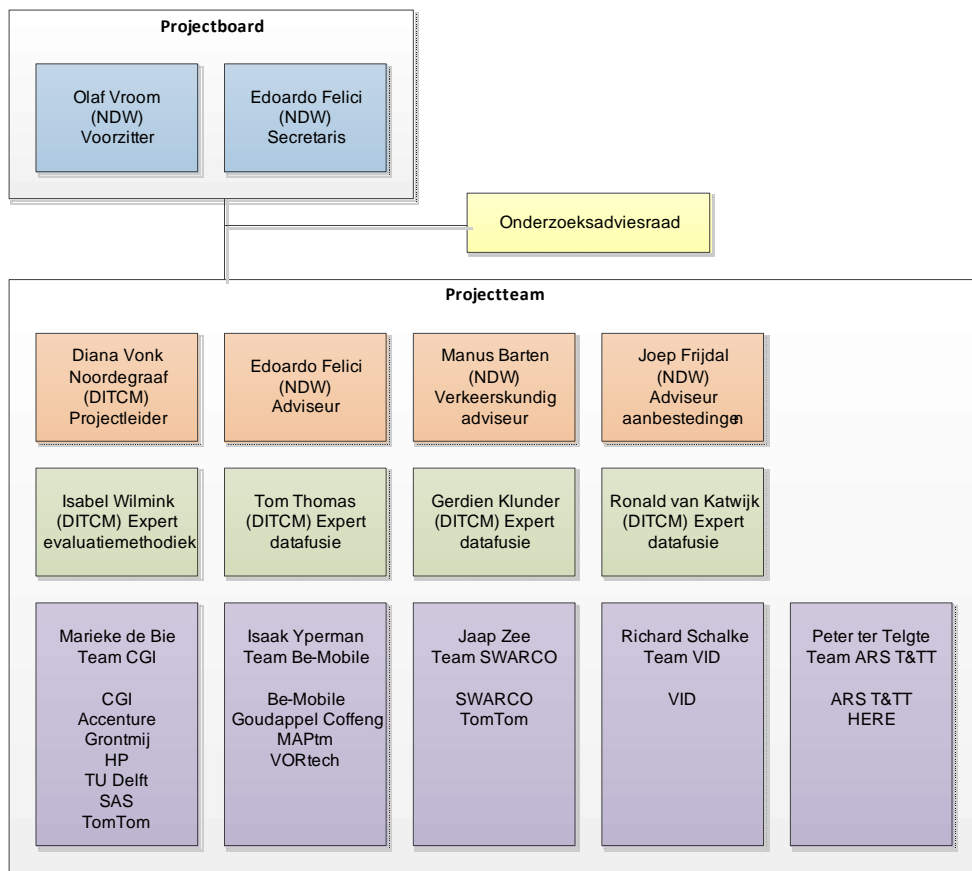 Projectboard
Olaf Vroom
(NDW)
Voorzitter
Edoardo Felici
(NDW)
Secretaris
Onderzoeksadviesraad
Projectteam
Diana Vonk
Noordegraaf
(DITCM)
Projectleider
Edoardo Felici
(NDW)
Adviseur
Manus Barten
(NDW)
Verkeerskundig
adviseur
Joep Frijdal
(NDW)
Adviseur
aanbestedingen
Isabel Wilmink
(DITCM) Expert
evaluatiemethodiek
Tom Thomas
(DITCM) Expert
datafusie
Gerdien Klunder
(DITCM) Expert
datafusie
Ronald van Katwijk
(DITCM) Expert
datafusie
Marieke de Bie
Team CGI
CGI
Accenture
Grontmij
HP
TU Delft
SAS
TomTom
Isaak Yperman
Team Be-Mobile
Be-Mobile
Goudappel Coffeng
MAPtm
VORtech
Jaap Zee
Team SWARCO
SWARCO
TomTom
Richard Schalke
Team VID
VID
Peter ter Telgte
Team ARS T&TT
ARS T&TT
HERE